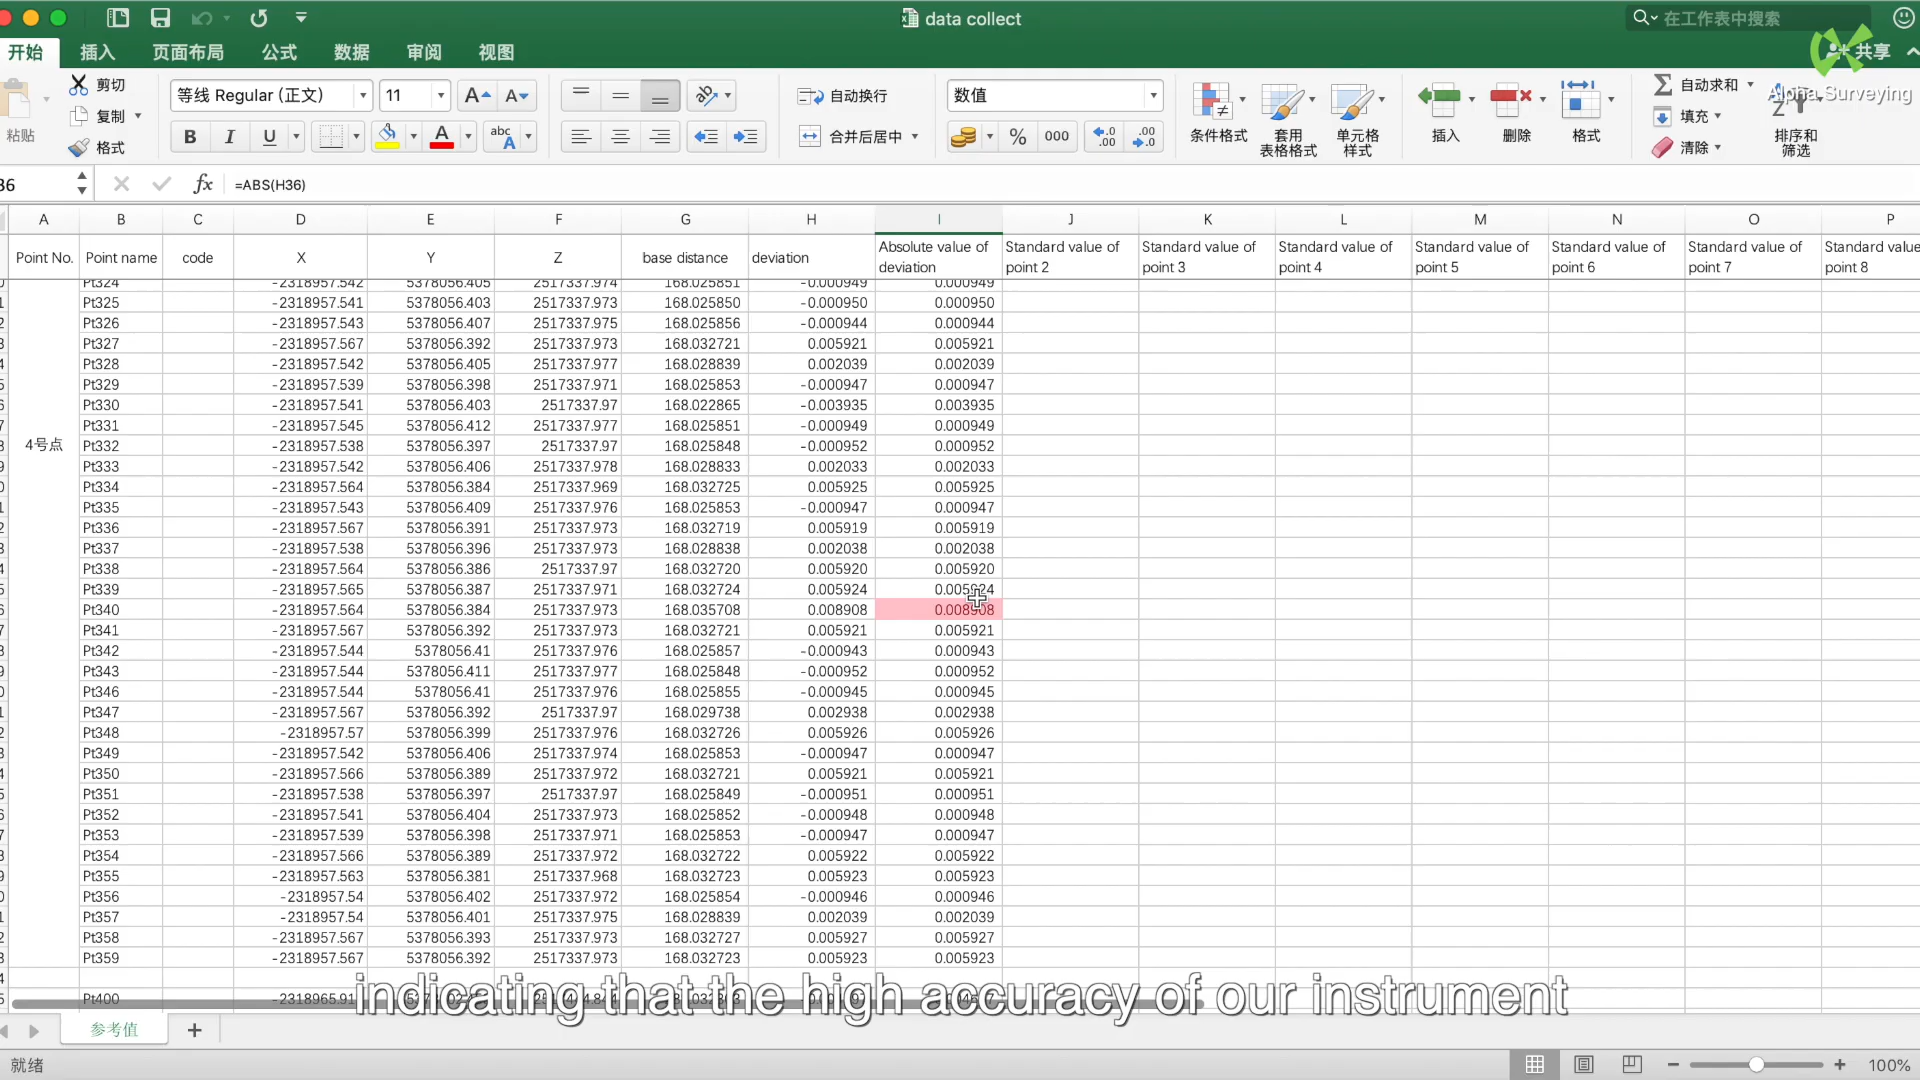 data collect
在工作表中搜索
开始 插入 页面布局 公式 数据 审阅 视图
共享
Alpha Surveying
粘贴
剪切
复制
格式
等线 Regular (正文) 11
自动换行
合并后居中
数值
条件格式
套用
表格格式
单元格
样式
插入
删除
格式
自动求和
填充
清除
排序和
筛选
fx =ABS(H36)
A B C D E F G H I J K L M N O P
Point No. Point name code X Y Z base distance deviation Absolute value of deviation Standard value of point 2 Standard value of point 3 Standard value of point 4 Standard value of point 5 Standard value of point 6 Standard value of point 7 Standard value point 8
Pt324 -2318957.542 5378056.405 2517337.974 168.025851 -0.000949 0.000949
Pt325 -2318957.541 5378056.403 2517337.973 168.025850 -0.000950 0.000950
Pt326 -2318957.543 5378056.407 2517337.975 168.025856 -0.000944 0.000944
Pt327 -2318957.567 5378056.392 2517337.973 168.032721 0.005921 0.005921
Pt328 -2318957.542 5378056.405 2517337.977 168.028839 0.002039 0.002039
Pt329 -2318957.539 5378056.398 2517337.971 168.025853 -0.000947 0.000947
Pt330 -2318957.541 5378056.403 2517337.97 168.022865 -0.003935 0.003935
Pt331 -2318957.545 5378056.412 2517337.977 168.025851 -0.000949 0.000949
4号点 Pt332 -2318957.538 5378056.397 2517337.97 168.025848 -0.000952 0.000952
Pt333 -2318957.542 5378056.406 2517337.978 168.028833 0.002033 0.002033
Pt334 -2318957.564 5378056.384 2517337.969 168.032725 0.005925 0.005925
Pt335 -2318957.543 5378056.409 2517337.976 168.025853 -0.000947 0.000947
Pt336 -2318957.567 5378056.391 2517337.973 168.032719 0.005919 0.005919
Pt337 -2318957.538 5378056.396 2517337.973 168.028838 0.002038 0.002038
Pt338 -2318957.564 5378056.386 2517337.97 168.032720 0.005920 0.005920
Pt339 -2318957.565 5378056.387 2517337.971 168.032724 0.005924 0.005924
Pt340 -2318957.564 5378056.384 2517337.973 168.035708 0.008908 0.008908
Pt341 -2318957.567 5378056.392 2517337.973 168.032721 0.005921 0.005921
Pt342 -2318957.544 5378056.41 2517337.976 168.025857 -0.000943 0.000943
Pt343 -2318957.544 5378056.411 2517337.977 168.025848 -0.000952 0.000952
Pt346 -2318957.544 5378056.41 2517337.976 168.025855 -0.000945 0.000945
Pt347 -2318957.567 5378056.392 2517337.97 168.029738 0.002938 0.002938
Pt348 -2318957.57 5378056.399 2517337.976 168.032726 0.005926 0.005926
Pt349 -2318957.542 5378056.406 2517337.974 168.025853 -0.000947 0.000947
Pt350 -2318957.566 5378056.389 2517337.972 168.032721 0.005921 0.005921
Pt351 -2318957.538 5378056.397 2517337.97 168.025849 -0.000951 0.000951
Pt352 -2318957.541 5378056.404 2517337.973 168.025852 -0.000948 0.000948
Pt353 -2318957.539 5378056.398 2517337.971 168.025853 -0.000947 0.000947
Pt354 -2318957.566 5378056.389 2517337.972 168.032722 0.005922 0.005922
Pt355 -2318957.563 5378056.381 2517337.968 168.032723 0.005923 0.005923
Pt356 -2318957.54 5378056.402 2517337.972 168.025854 -0.000946 0.000946
Pt357 -2318957.54 5378056.401 2517337.975 168.028839 0.002039 0.002039
Pt358 -2318957.567 5378056.393 2517337.973 168.032727 0.005927 0.005927
Pt359 -2318957.567 5378056.392 2517337.973 168.032723 0.005923 0.005923
Pt400
indicating that the high accuracy of our instrument
参考值
就绪
100%